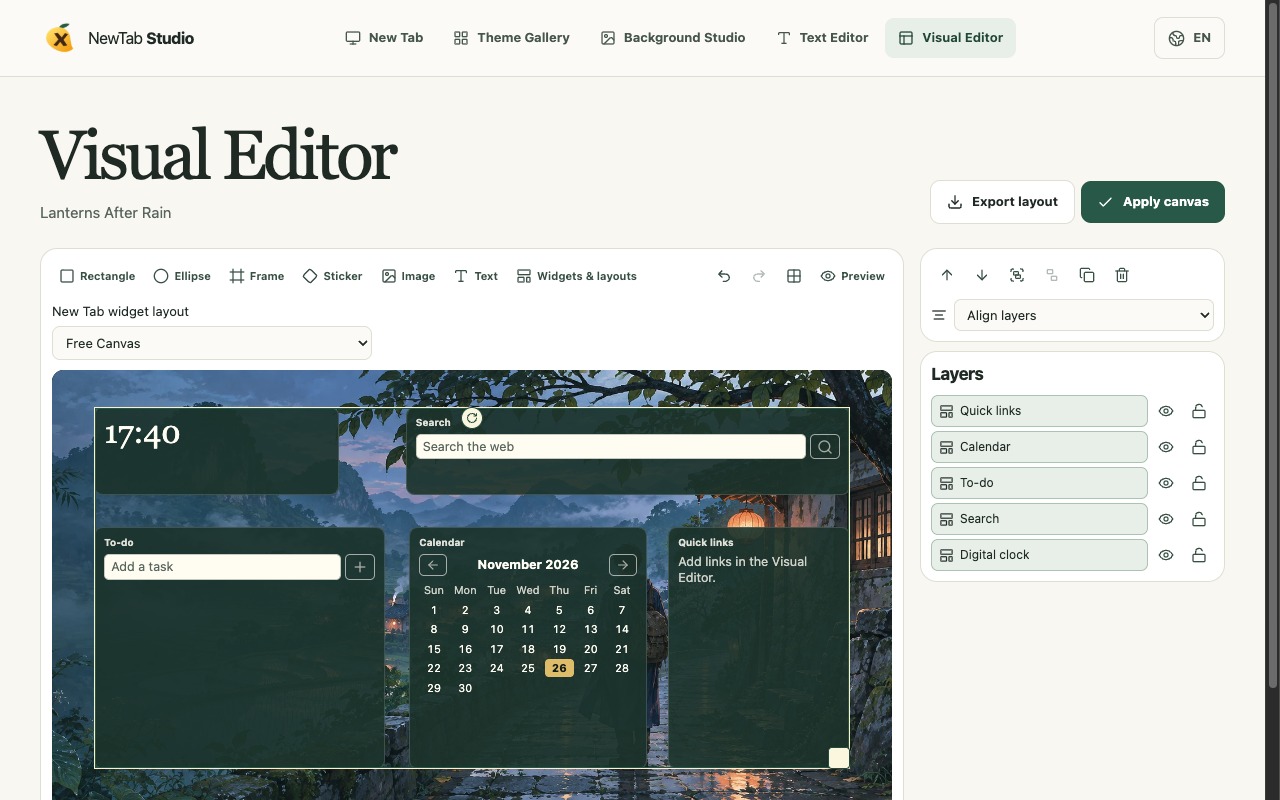 NewTab Studio
New Tab
Theme Gallery
Background Studio
Text Editor
Visual Editor
EN
Visual Editor
Lanterns After Rain
Export layout
Apply canvas
Rectangle
Ellipse
Frame
Sticker
Image
Text
Widgets & layouts
Preview
New Tab widget layout
Free Canvas
Align layers
Layers
Quick links
Calendar
To-do
Search
Digital clock
17:40
Search
Search the web
To-do
Add a task
Calendar
November 2026
Sun Mon Tue Wed Thu Fri Sat
1 2 3 4 5 6 7
8 9 10 11 12 13 14
15 16 17 18 19 20 21
22 23 24 25 26 27 28
29 30
Quick links
Add links in the Visual
Editor.